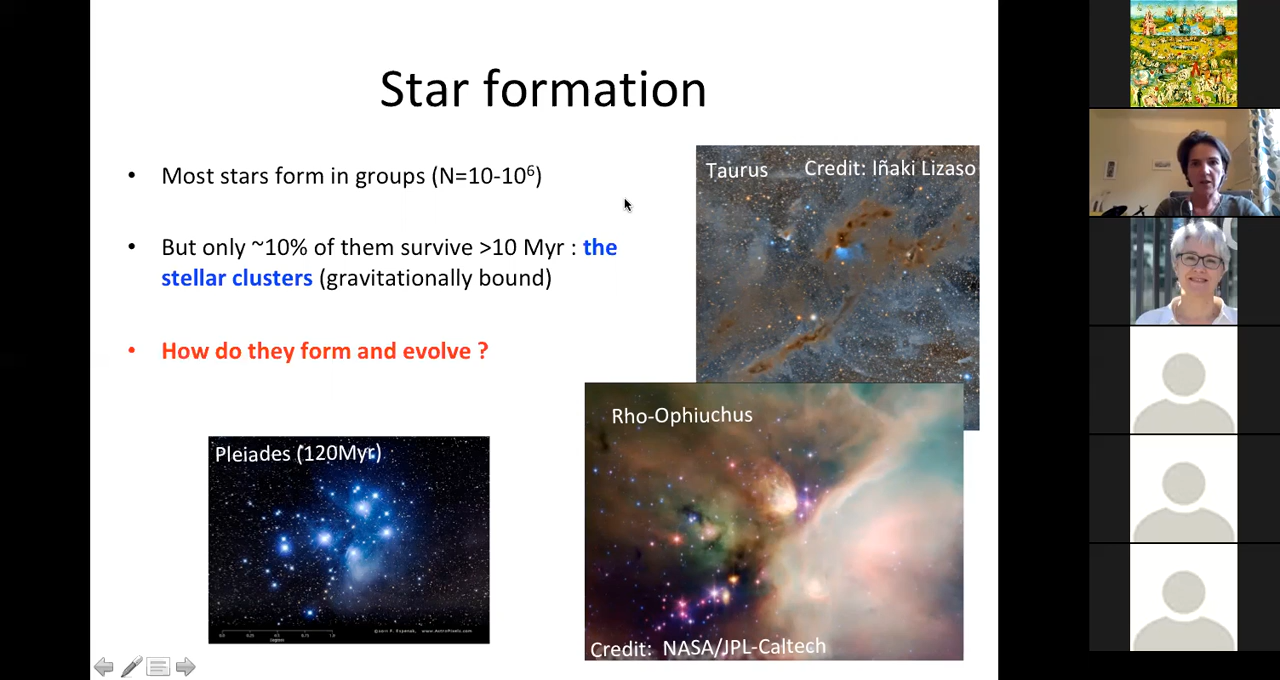 Star formation
• Most stars form in groups (N=10-10⁶)
• But only ~10% of them survive >10 Myr : the
stellar clusters (gravitationally bound)
• How do they form and evolve ?
Taurus Credit: Iñaki Lizaso
Rho-Ophiuchus
Credit: NASA/JPL-Caltech
Pleiades (120Myr)